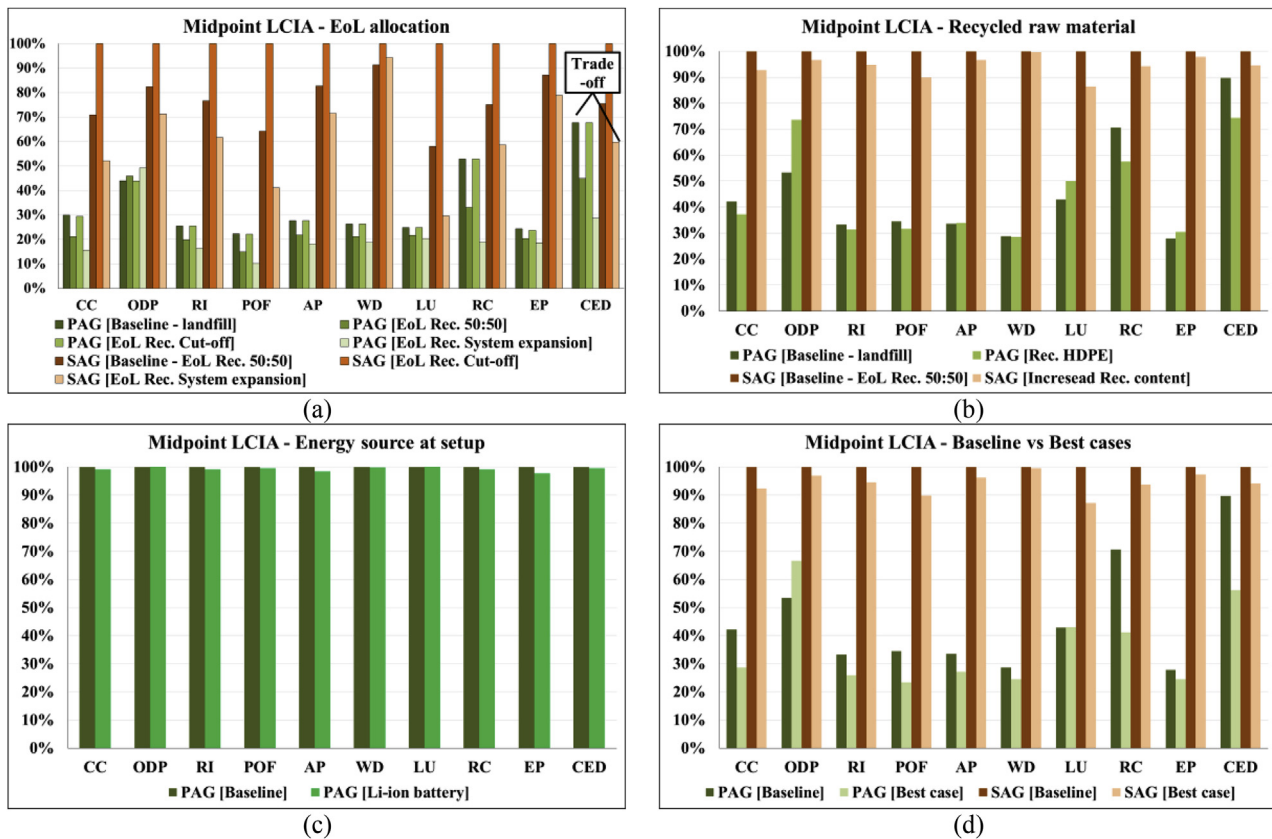 Midpoint LCIA - EoL allocation
100%
90%
80%
70%
60%
50%
40%
30%
20%
10%
0%
Trade
-off
CC ODP RI POF AP WD LU RC EP CED
PAG [Baseline - landfill] PAG [EoL Rec. 50:50]
PAG [EoL Rec. Cut-off] PAG [EoL Rec. System expansion]
SAG [Baseline - EoL Rec. 50:50] SAG [EoL Rec. Cut-off]
SAG [EoL Rec. System expansion]
(a)
Midpoint LCIA - Recycled raw material
100%
90%
80%
70%
60%
50%
40%
30%
20%
10%
0%
CC ODP RI POF AP WD LU RC EP CED
PAG [Baseline - landfill] PAG [Rec. HDPE]
SAG [Baseline - EoL Rec. 50:50] SAG [Incresead Rec. content]
(b)
Midpoint LCIA - Energy source at setup
100%
90%
80%
70%
60%
50%
40%
30%
20%
10%
0%
CC ODP RI POF AP WD LU RC EP CED
PAG [Baseline] PAG [Li-ion battery]
(c)
Midpoint LCIA - Baseline vs Best cases
100%
90%
80%
70%
60%
50%
40%
30%
20%
10%
0%
CC ODP RI POF AP WD LU RC EP CED
PAG [Baseline] PAG [Best case] SAG [Baseline] SAG [Best case]
(d)